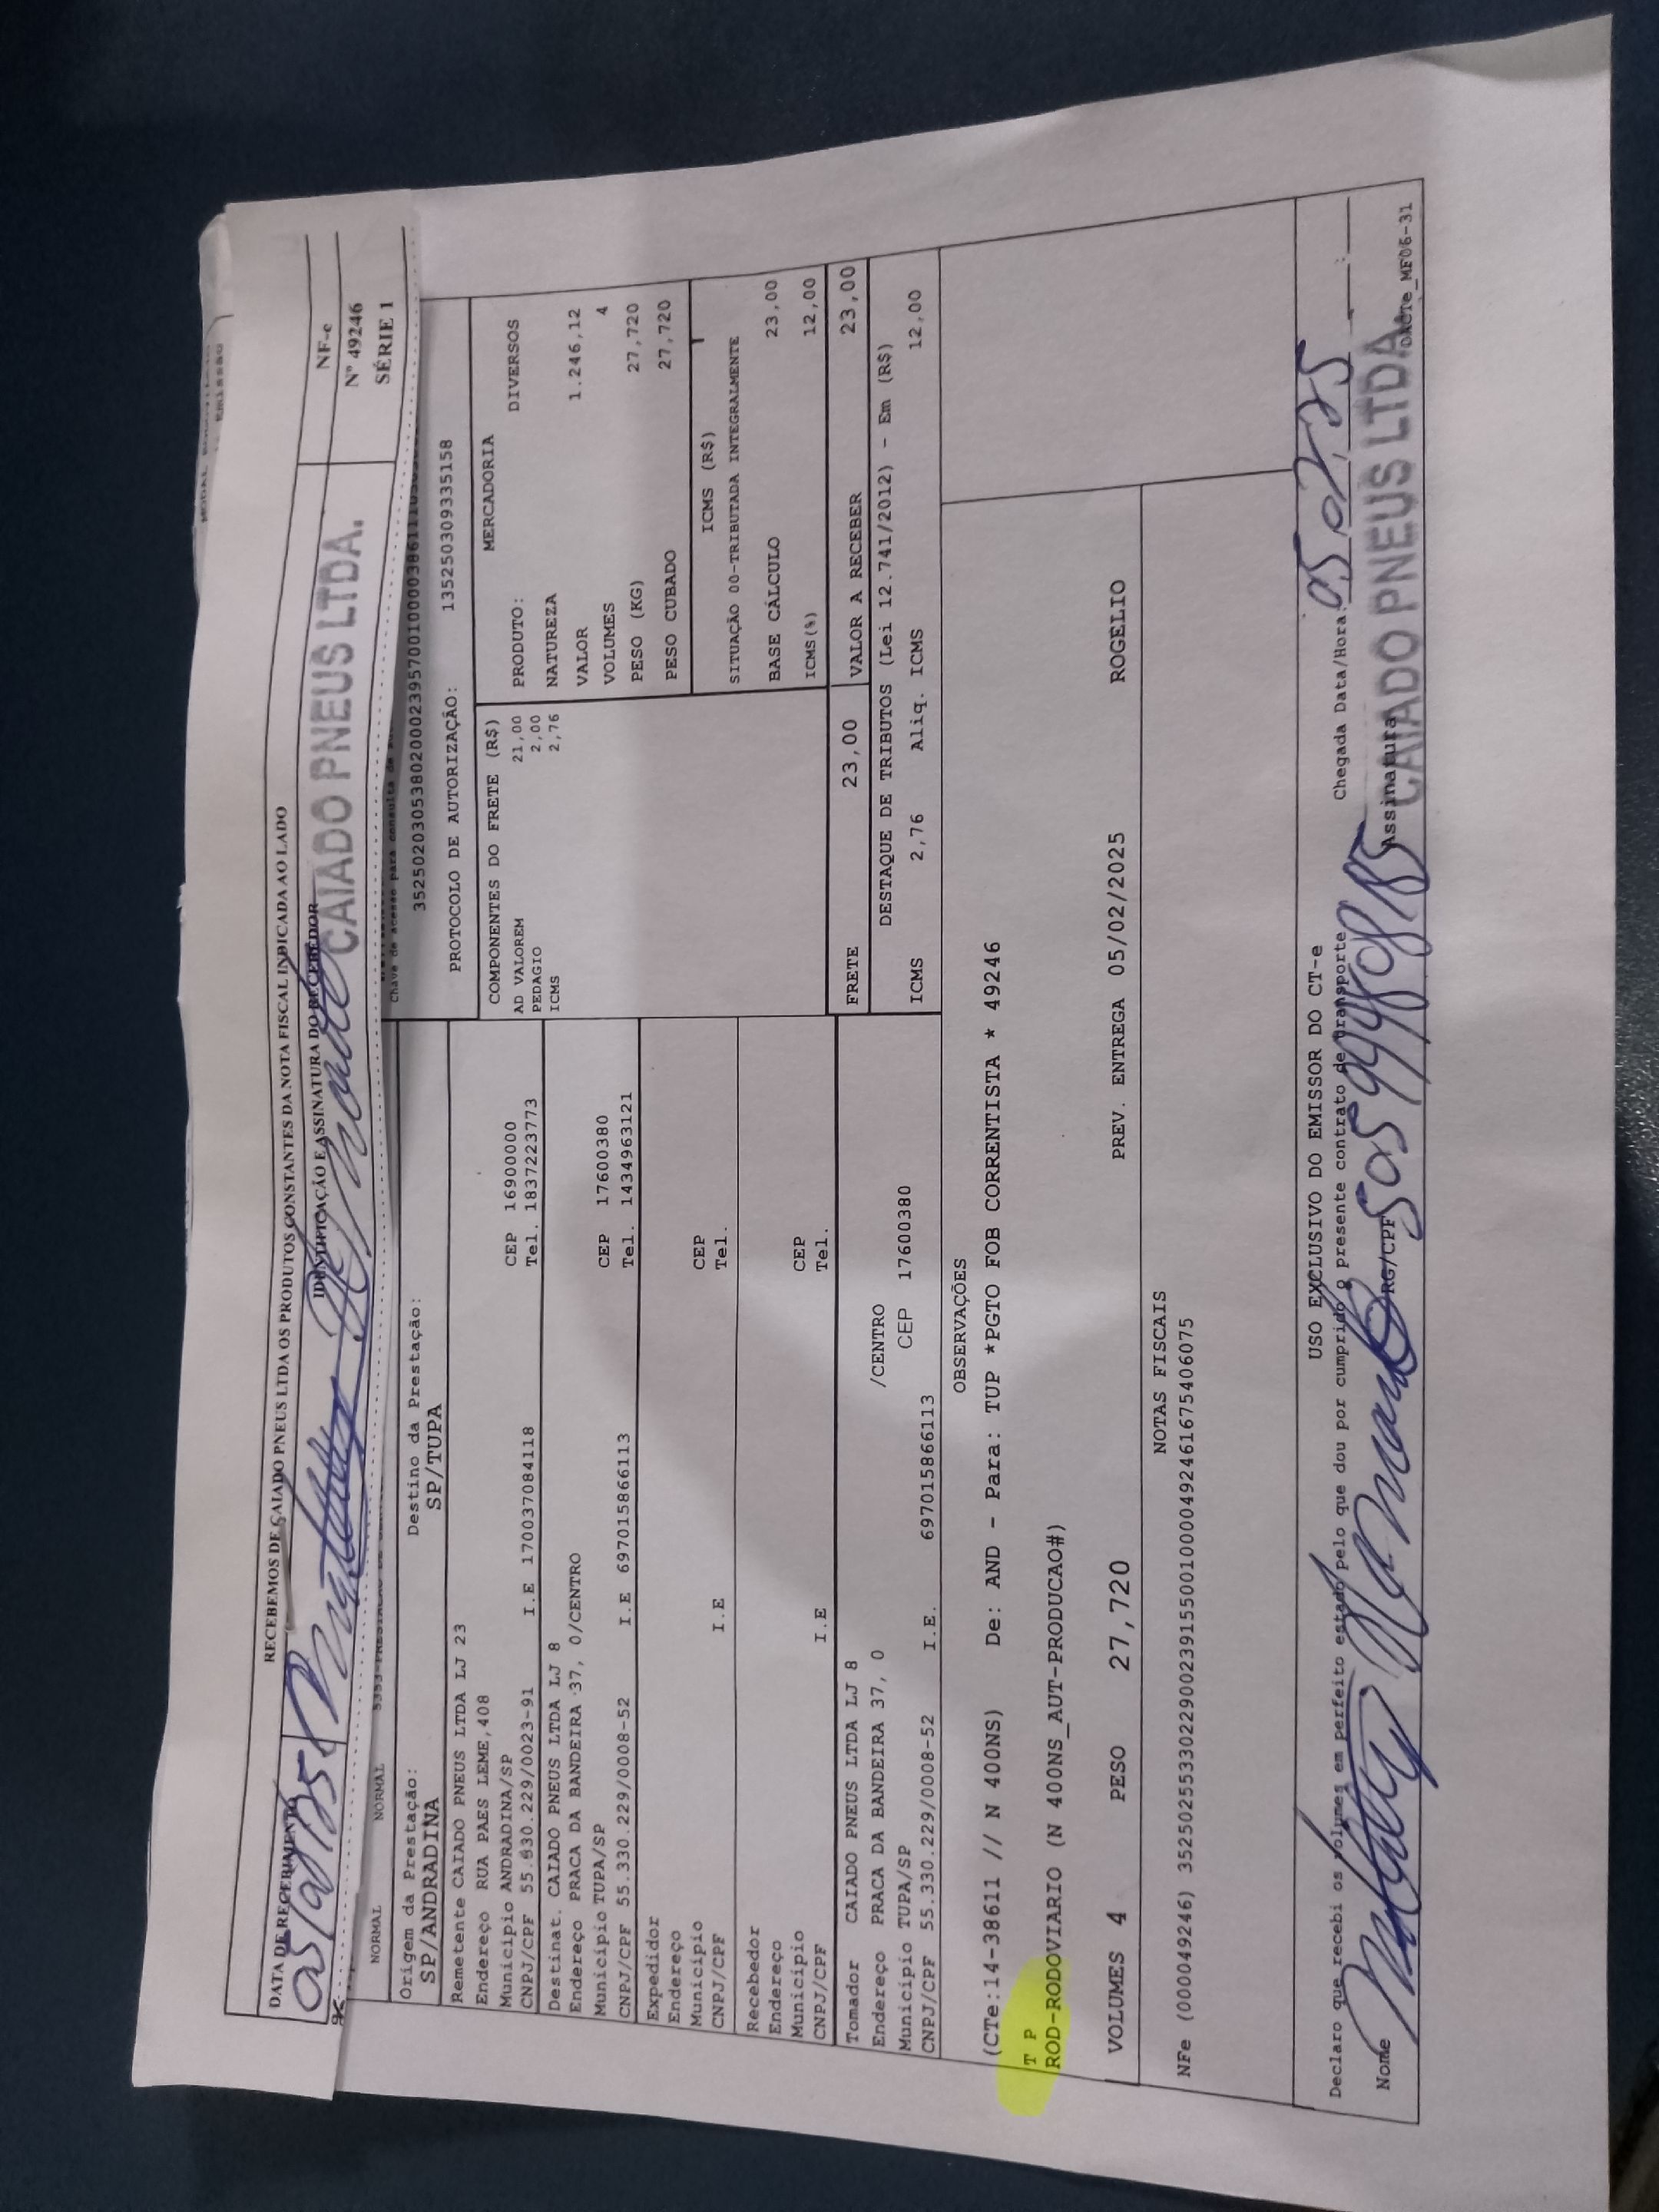 RECEBEMOS DE CAIADO PNEUS LTDA OS PRODUTOS CONSTANTES DA NOTA FISCAL INDICADA AO LADO
DATA DE RECEBIMENTO
IDENTIFICAÇÃO E ASSINATURA DO RECEBEDOR
CAIADO PNEUS LTDA.
NF-e
Nº 49246
SÉRIE 1
NORMAL NORMAL
Chave de acesso para consulta de
Origem da Prestação: Destino da Prestação:
SP/ANDRADINA SP/TUPA
PROTOCOLO DE AUTORIZAÇÃO: 135250309335158
Remetente CAIADO PNEUS LTDA LJ 23
Endereço RUA PAES LEME,408
Município ANDRADINA/SP CEP 16900000
CNPJ/CPF 55.830.229/0023-91 I.E 170037084118 Tel. 1837223773
Destinat. CAIADO PNEUS LTDA LJ 8
Endereço PRACA DA BANDEIRA 37, 0/CENTRO
Município TUPA/SP CEP 17600380
CNPJ/CPF 55.330.229/0008-52 I.E 697015866113 Tel. 1434963121
Expedidor
Endereço
Município CEP
CNPJ/CPF I.E Tel.
Recebedor
Endereço
Município CEP
CNPJ/CPF I.E Tel.
Tomador CAIADO PNEUS LTDA LJ 8
Endereço PRACA DA BANDEIRA 37, 0 /CENTRO
Município TUPA/SP CEP 17600380
CNPJ/CPF 55.330.229/0008-52 I.E. 697015866113
COMPONENTES DO FRETE (R$)
AD VALOREM 21,00
PEDAGIO 2,00
ICMS 2,76
MERCADORIA
PRODUTO: DIVERSOS
NATUREZA
VALOR 1.246,12
VOLUMES 4
PESO (KG) 27,720
PESO CUBADO 27,720
ICMS (R$)
SITUAÇÃO 00-TRIBUTADA INTEGRALMENTE
BASE CÁLCULO 23,00
ICMS(%) 12,00
FRETE 23,00 VALOR A RECEBER 23,00
DESTAQUE DE TRIBUTOS (Lei 12.741/2012) - Em (R$)
ICMS 2,76 Aliq. ICMS 12,00
OBSERVAÇÕES
(CTe:14-38611 // N 400NS) De: AND - Para: TUP *PGTO FOB CORRENTISTA * 49246
T P
ROD-RODOVIARIO (N 400NS_AUT-PRODUCAO#)
VOLUMES 4 PESO 27,720 PREV. ENTREGA 05/02/2025 ROGELIO
NOTAS FISCAIS
NFe (00049246) 35250255330229002391550010000492461675406075
USO EXCLUSIVO DO EMISSOR DO CT-e
Declaro que recebi os volumes em perfeito estado pelo que dou por cumprido o presente contrato de transporte Chegada Data/Hora: 05,02,25
Nome RG/CPF Assinatura
CAIADO PNEUS LTDA.
DACTe_MF06-31